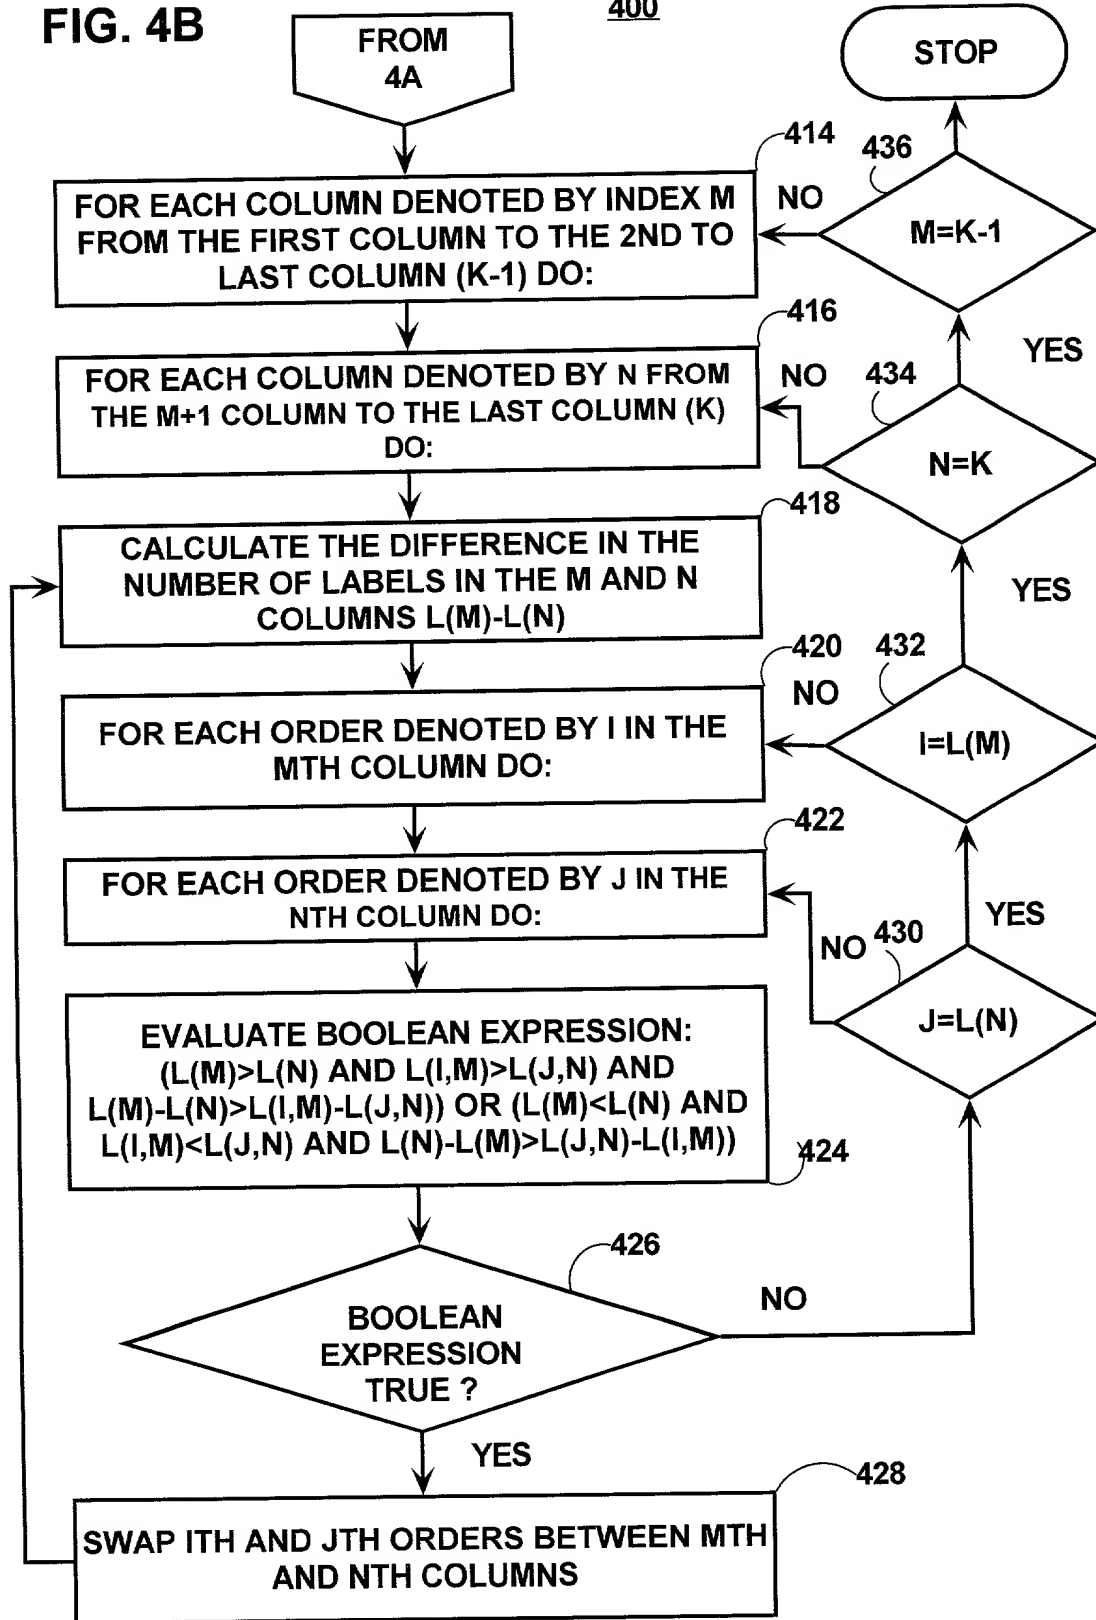 FIG. 4B
400
FROM
4A
STOP
414
436
FOR EACH COLUMN DENOTED BY INDEX M
FROM THE FIRST COLUMN TO THE 2ND TO
LAST COLUMN (K-1) DO:
NO
M=K-1
416
YES
FOR EACH COLUMN DENOTED BY N FROM
THE M+1 COLUMN TO THE LAST COLUMN (K)
DO:
NO
434
N=K
418
CALCULATE THE DIFFERENCE IN THE
NUMBER OF LABELS IN THE M AND N
COLUMNS L(M)-L(N)
YES
420
432
NO
FOR EACH ORDER DENOTED BY I IN THE
MTH COLUMN DO:
I=L(M)
422
FOR EACH ORDER DENOTED BY J IN THE
NTH COLUMN DO:
YES
NO
430
J=L(N)
EVALUATE BOOLEAN EXPRESSION:
(L(M)>L(N) AND L(I,M)>L(J,N) AND
L(M)-L(N)>L(I,M)-L(J,N)) OR (L(M)<L(N) AND
L(I,M)<L(J,N) AND L(N)-L(M)>L(J,N)-L(I,M))
424
426
BOOLEAN
EXPRESSION
TRUE ?
NO
YES
428
SWAP ITH AND JTH ORDERS BETWEEN MTH
AND NTH COLUMNS